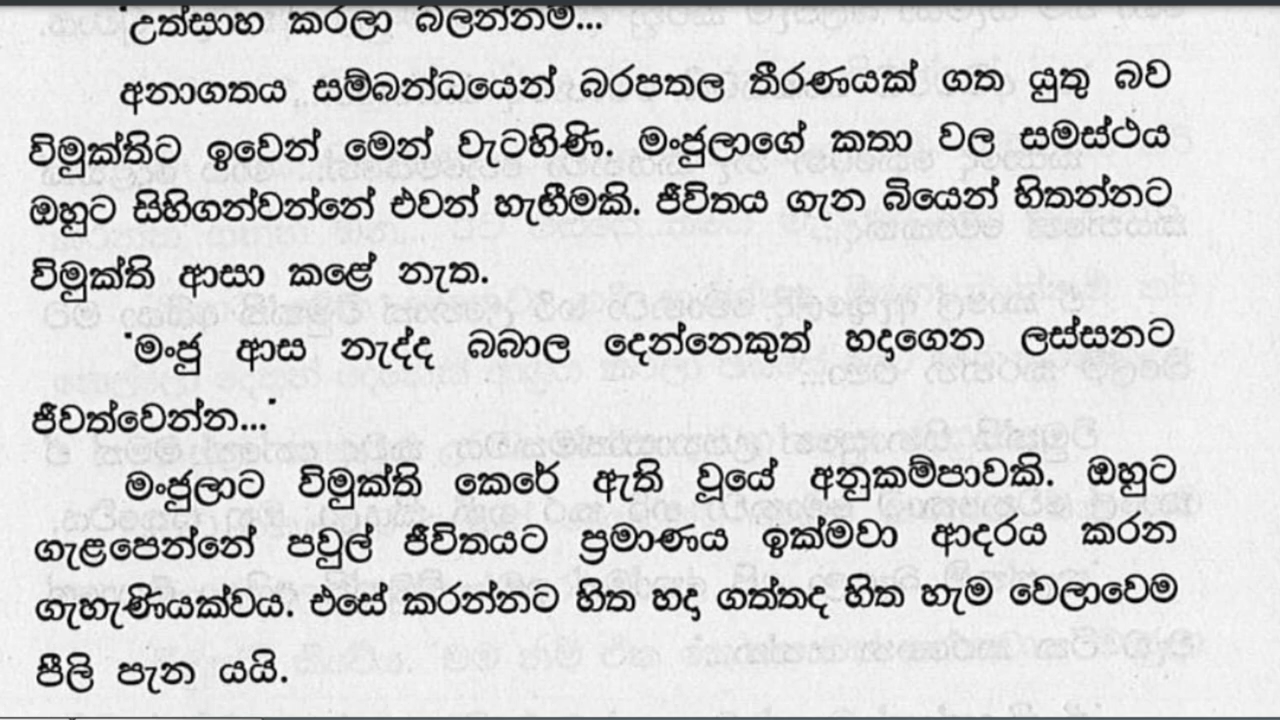 'උත්සාහ කරලා බලන්නම්...
අනාගතය සම්බන්ධයෙන් බරපතල තීරණයක් ගත යුතු බව
විමුක්තිට ඉවෙන් මෙන් වැටහිණි. මංජුලාගේ කතා වල සමස්ථය
ඔහුට සිහිගන්වන්නේ එවන් හැඟීමකි. ජීවිතය ගැන බියෙන් හිතන්නට
විමුක්ති ආසා කළේ නැත.
'මංජු ආස නැද්ද බබාල දෙන්නෙකුත් හදාගෙන ලස්සනට
ජීවත්වෙන්න...'
මංජුලාට විමුක්ති කෙරේ ඇති වූයේ අනුකම්පාවකි. ඔහුට
ගැළපෙන්නේ පවුල් ජීවිතයට ප්‍රමාණය ඉක්මවා ආදරය කරන
ගැහැණියක්වය. එසේ කරන්නට හිත හදා ගත්තද හිත හැම වෙලාවෙම
පීලි පැන යයි.